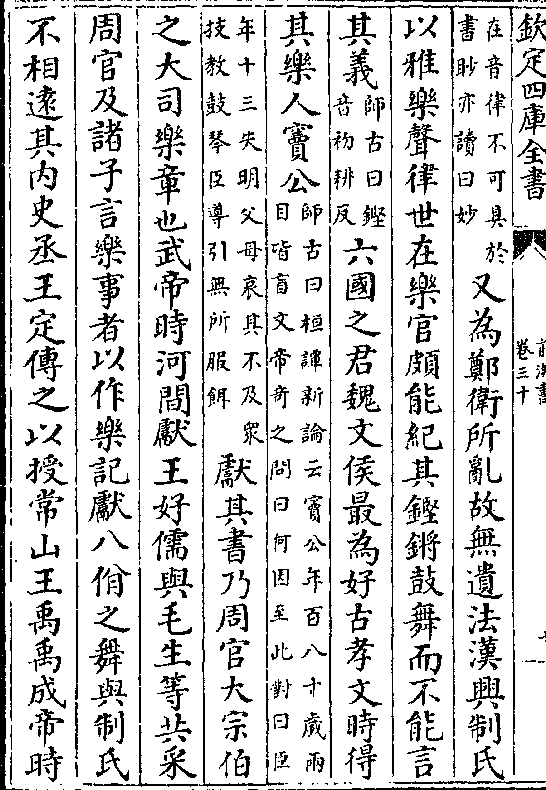 欽定四庫全書
卷三十
在音律不可具於
書眇亦讀曰妙
又為鄭衛所亂故無遺法漢興制氏
以雅樂聲律世在樂官頗能紀其鏗鏘鼓舞而不能言
其義
師古曰鏗
音初耕反
六國之君魏文侯最為好古孝文時得
其樂人竇公
師古曰桓譚新論云竇公年百八十歲兩
目皆盲文帝奇之問曰何因至此對曰臣
年十三失明父母哀其不及衆
技教鼓琴臣導引無所服餌
獻其書乃周官大宗伯
之大司樂章也武帝時河間獻王好儒與毛生等共采
周官及諸子言樂事者以作樂記獻八佾之舞與制氏
不相遠其內史丞王定傳之以授常山王禹禹成帝時